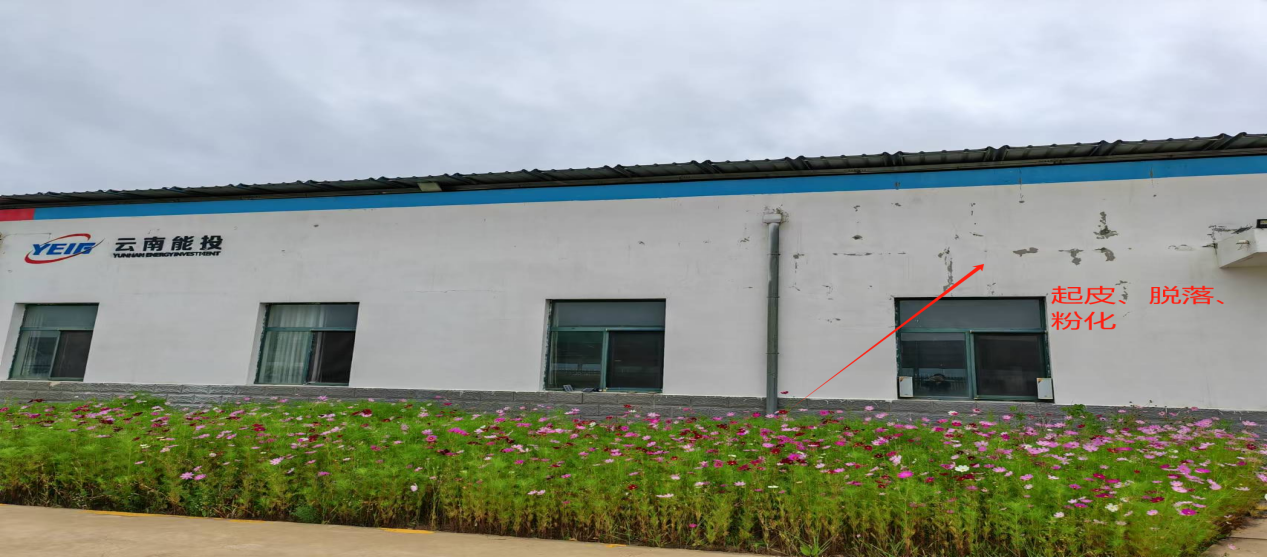 YEIG 云南能投
YUNNAN ENERGY INVESTMENT
起皮、脱落、
粉化